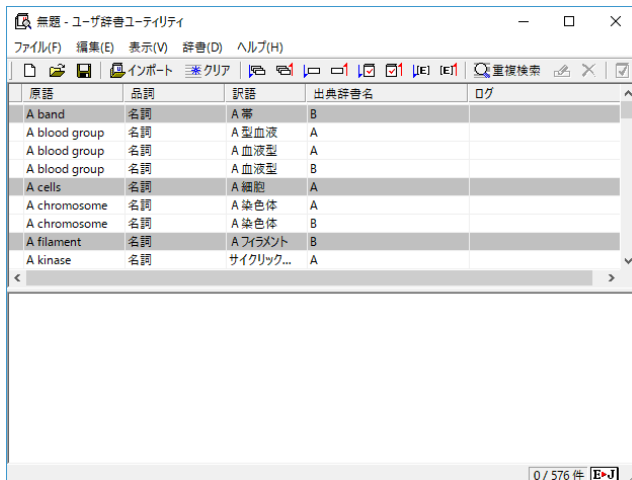 無題 - ユーザ辞書ユーティリティ
ファイル(F) 編集(E) 表示(V) 辞書(D) ヘルプ(H)
インポート クリア [E] [E] 重複検索
原語 品詞 訳語 出典辞書名 ログ
A band 名詞 A 帯 B
A blood group 名詞 A 型血液 A
A blood group 名詞 A 血液型 A
A blood group 名詞 A 血液型 B
A cells 名詞 A 細胞 A
A chromosome 名詞 A 染色体 A
A chromosome 名詞 A 染色体 B
A filament 名詞 A フィラメント B
A kinase 名詞 サイクリック... A
0 / 576 件 E▸J